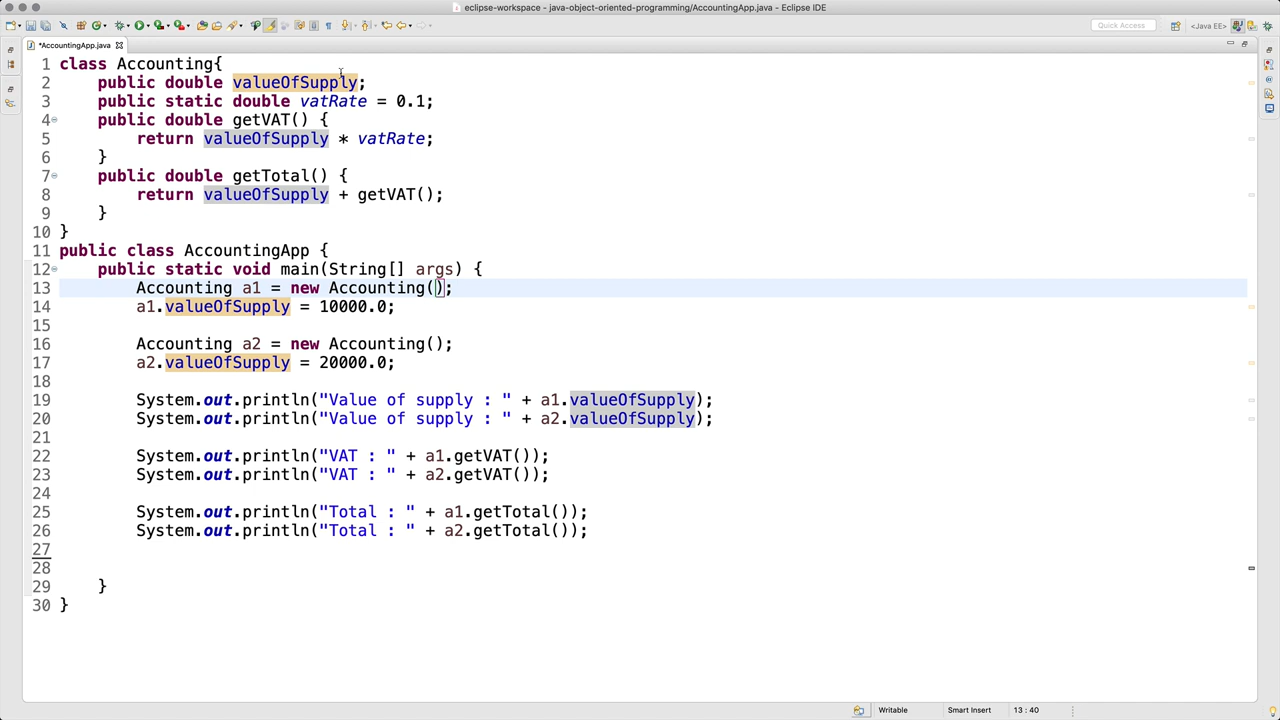 eclipse-workspace - java-object-oriented-programming/AccountingApp.java - Eclipse IDE
Quick Access
<Java EE>
*AccountingApp.java
1 class Accounting{
2 public double valueOfSupply;
3 public static double vatRate = 0.1;
4 public double getVAT() {
5 return valueOfSupply * vatRate;
6 }
7 public double getTotal() {
8 return valueOfSupply + getVAT();
9 }
10 }
11 public class AccountingApp {
12 public static void main(String[] args) {
13 Accounting a1 = new Accounting();
14 a1.valueOfSupply = 10000.0;
15
16 Accounting a2 = new Accounting();
17 a2.valueOfSupply = 20000.0;
18
19 System.out.println("Value of supply : " + a1.valueOfSupply);
20 System.out.println("Value of supply : " + a2.valueOfSupply);
21
22 System.out.println("VAT : " + a1.getVAT());
23 System.out.println("VAT : " + a2.getVAT());
24
25 System.out.println("Total : " + a1.getTotal());
26 System.out.println("Total : " + a2.getTotal());
27
28
29 }
30 }
Writable
Smart Insert
13 : 40